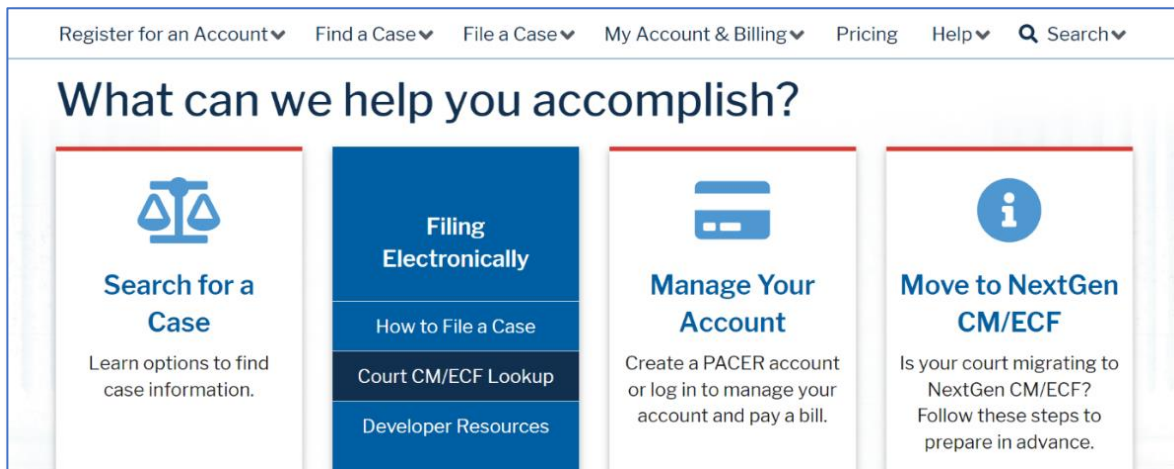 Register for an Account Find a Case File a Case My Account & Billing Pricing Help Search
What can we help you accomplish?
Search for a
Case
Learn options to find
case information.
Filing
Electronically
How to File a Case
Court CM/ECF Lookup
Developer Resources
Manage Your
Account
Create a PACER account
or log in to manage your
account and pay a bill.
Move to NextGen
CM/ECF
Is your court migrating to
NextGen CM/ECF?
Follow these steps to
prepare in advance.